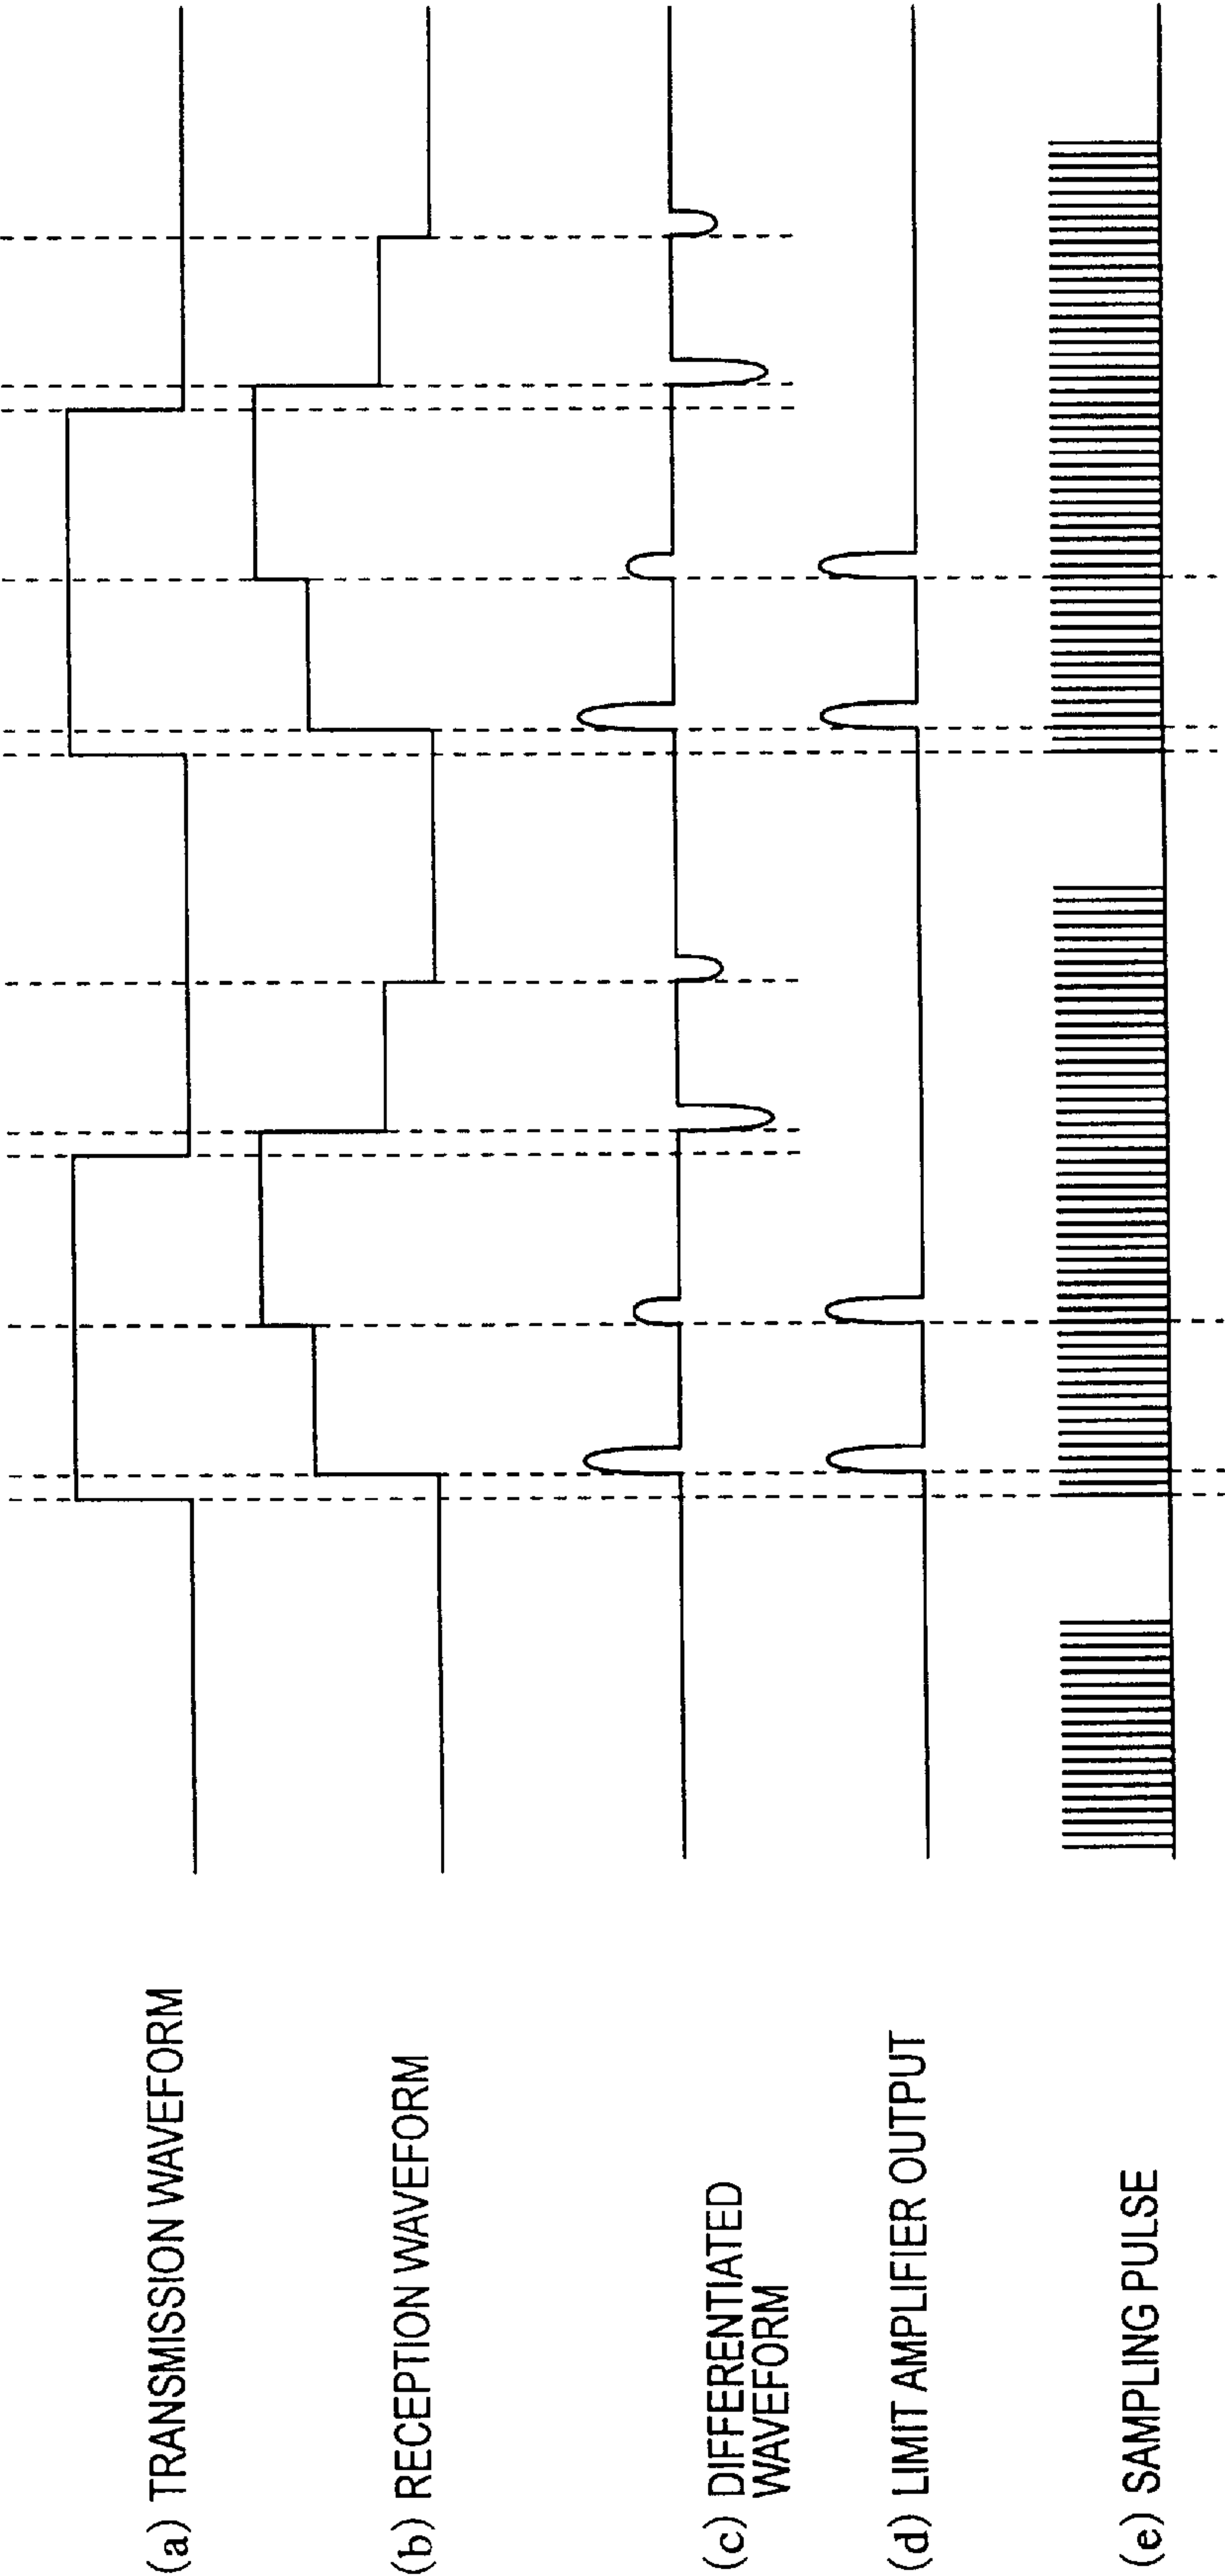 (a) TRANSMISSION WAVEFORM
(b) RECEPTION WAVEFORM
(c) DIFFERENTIATED
WAVEFORM
(d) LIMIT AMPLIFIER OUTPUT
(e) SAMPLING PULSE